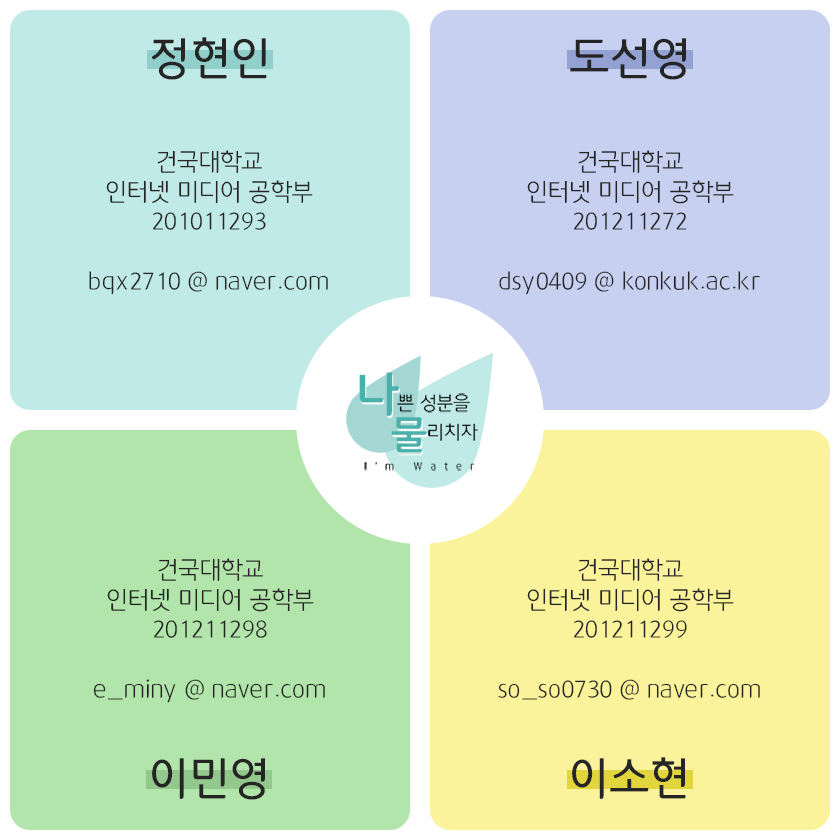 정현인
건국대학교
인터넷 미디어 공학부
201011293
bqx2710 @ naver.com
도선영
건국대학교
인터넷 미디어 공학부
201211272
dsy0409 @ konkuk.ac.kr
나쁜 성분을
물리치자
I'm Water
건국대학교
인터넷 미디어 공학부
201211298
e_miny @ naver.com
이민영
건국대학교
인터넷 미디어 공학부
201211299
so_so0730 @ naver.com
이소현